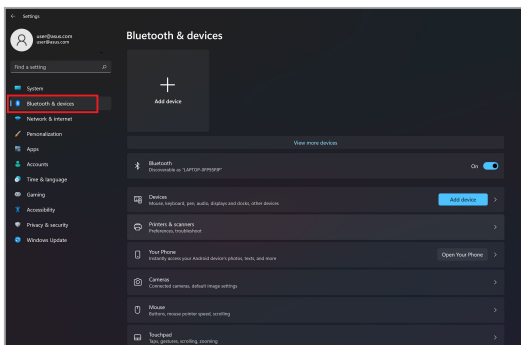 Settings
user@asus.com
user@asus.com
Find a setting
System
Bluetooth & devices
Network & internet
Personalization
Apps
Accounts
Time & language
Gaming
Accessibility
Privacy & security
Windows Update
Bluetooth & devices
Add device
View more devices
Bluetooth
On
Devices
Mouse, keyboard, pen, audio, displays and docks, other devices
Add device
Printers & scanners
Preferences, troubleshoot
Your Phone
Instantly access your Android device's photos, texts, and more
Open Your Phone
Cameras
Connected cameras, default image settings
Mouse
Buttons, mouse pointer speed, scrolling
Touchpad
Taps, gestures, scrolling, zooming